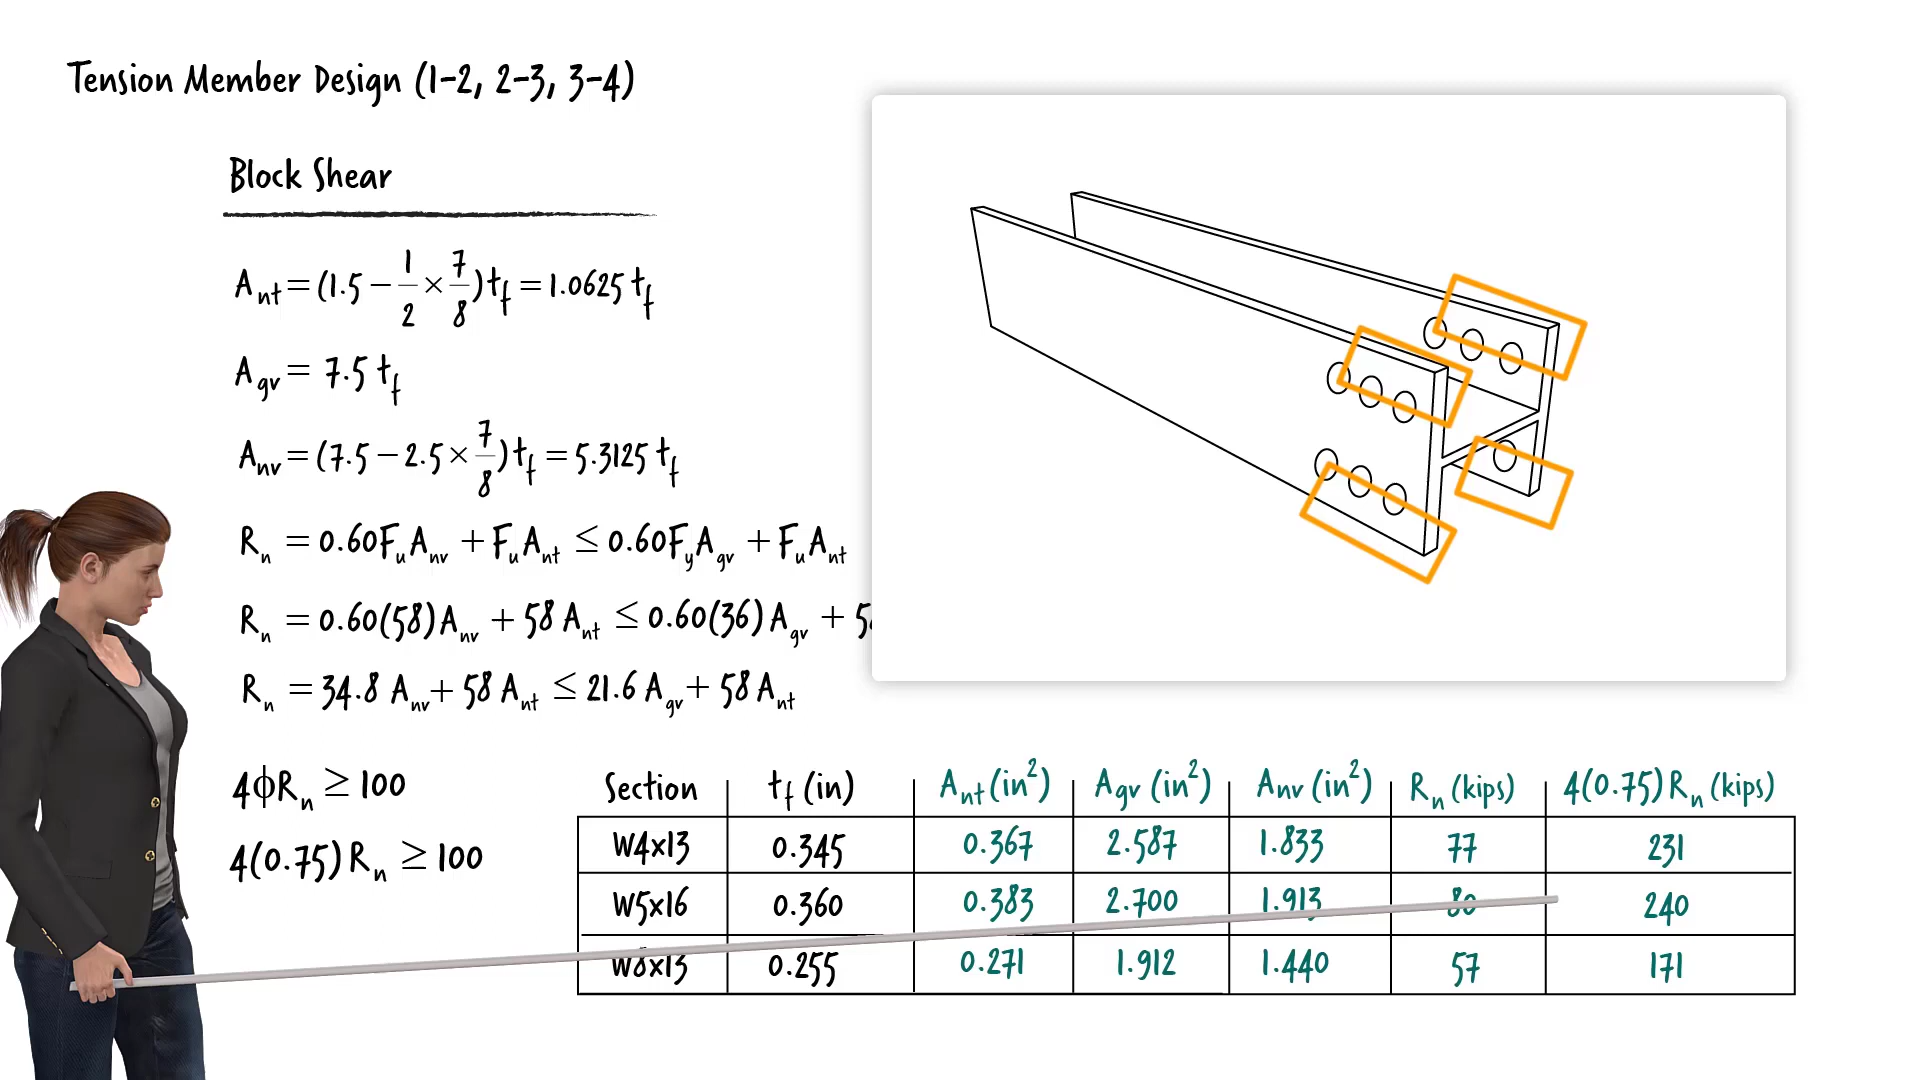 Tension Member Design (1-2, 2-3, 3-4)
Block Shear
A_nt = (1.5 − 1/2 × 7/8) t_f = 1.0625 t_f
A_gv = 7.5 t_f
A_nv = (7.5 − 2.5 × 7/8) t_f = 5.3125 t_f
R_n = 0.60F_u A_nv + F_u A_nt ≤ 0.60F_y A_gv + F_u A_nt
R_n = 0.60(58) A_nv + 58 A_nt ≤ 0.60(36) A_gv +
R_n = 34.8 A_nv + 58 A_nt ≤ 21.6 A_gv + 58 A_nt
4ϕR_n ≥ 100
4(0.75) R_n ≥ 100
Section t_f (in) A_nt (in²) A_gv (in²) A_nv (in²) R_n (kips) 4(0.75) R_n (kips)
W4x13 0.345 0.367 2.587 1.833 77 231
W5x16 0.360 0.383 2.700 1.913 80 240
0.255 0.271 1.912 1.440 57 171